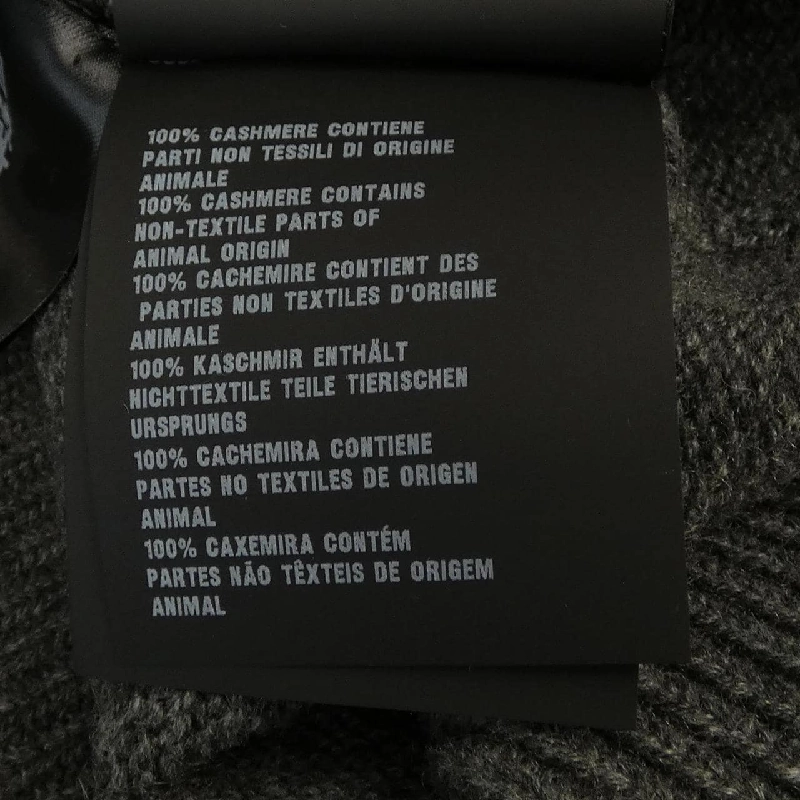 100% CASHMERE CONTIENE
PARTI NON TESSILI DI ORIGINE
ANIMALE
100% CASHMERE CONTAINS
NON-TEXTILE PARTS OF
ANIMAL ORIGIN
100% CACHEMIRE CONTIENT DES
PARTIES NON TEXTILES D'ORIGINE
ANIMALE
100% KASCHMIR ENTHÄLT
NICHTTEXTILE TEILE TIERISCHEN
URSPRUNGS
100% CACHEMIRA CONTIENE
PARTES NO TEXTILES DE ORIGEN
ANIMAL
100% CAXEMIRA CONTÉM
PARTES NÃO TÊXTEIS DE ORIGEM
ANIMAL